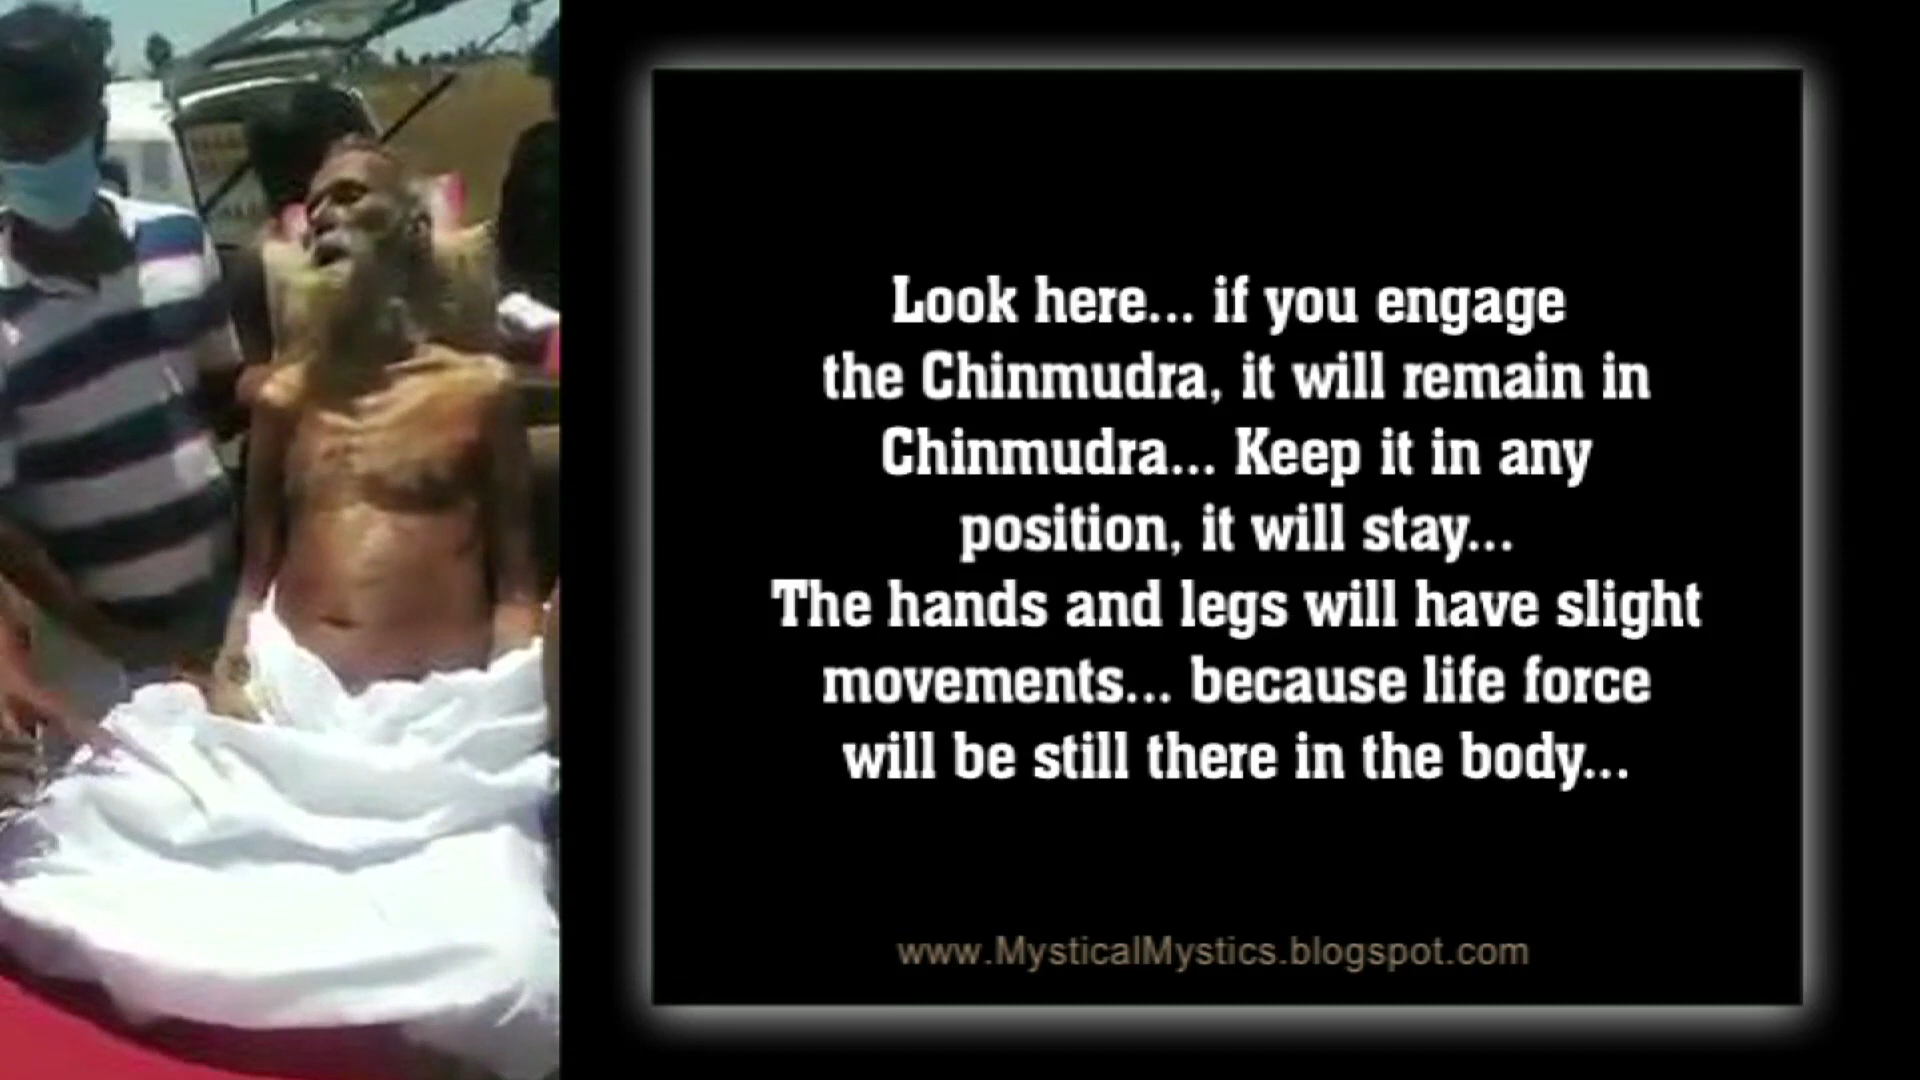 Look here... if you engage
the Chinmudra, it will remain in
Chinmudra... Keep it in any
position, it will stay...
The hands and legs will have slight
movements... because life force
will be still there in the body...
www.MysticalMystics.blogspot.com